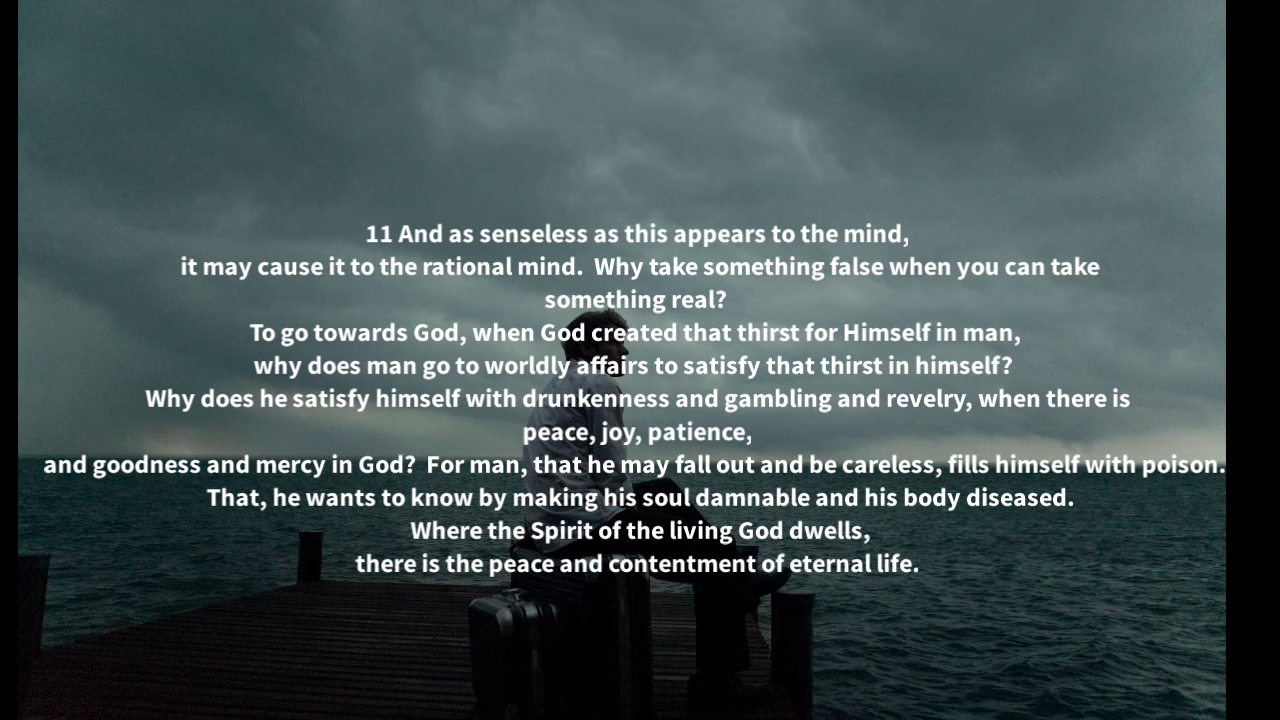 11 And as senseless as this appears to the mind,
it may cause it to the rational mind.  Why take something false when you can take
something real?
To go towards God, when God created that thirst for Himself in man,
why does man go to worldly affairs to satisfy that thirst in himself?
Why does he satisfy himself with drunkenness and gambling and revelry, when there is
peace, joy, patience,
and goodness and mercy in God?  For man, that he may fall out and be careless, fills himself with poison.
That, he wants to know by making his soul damnable and his body diseased.
Where the Spirit of the living God dwells,
there is the peace and contentment of eternal life.